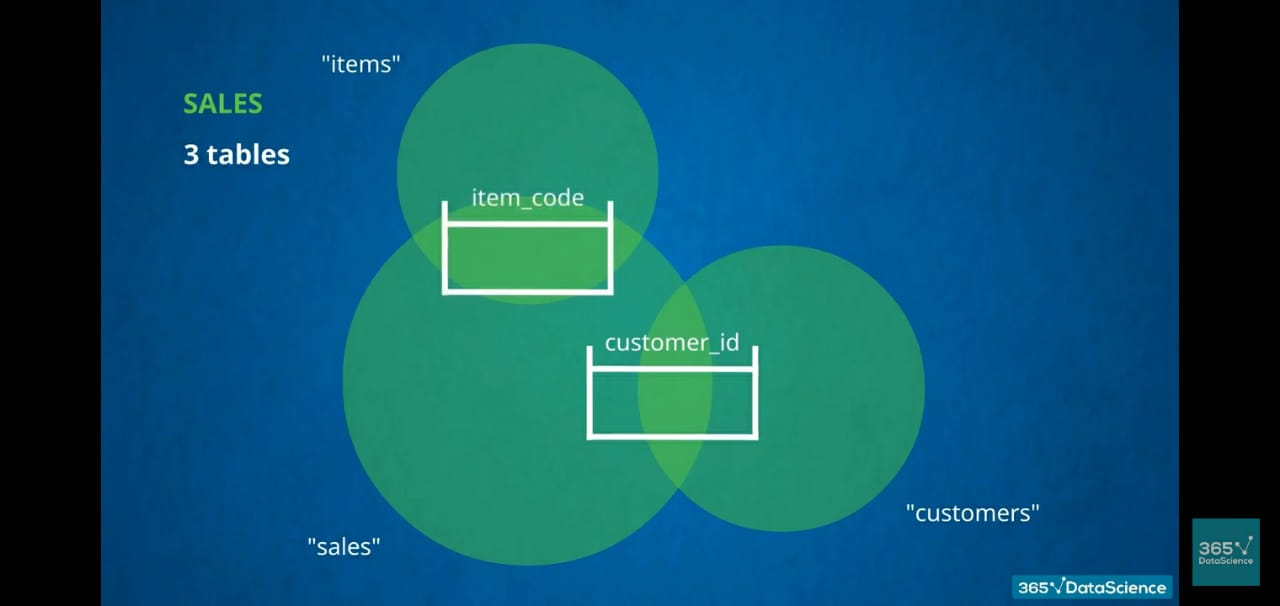 "items"
SALES
3 tables
item_code
customer_id
"customers"
"sales"
365 DataScience
365
DataScience